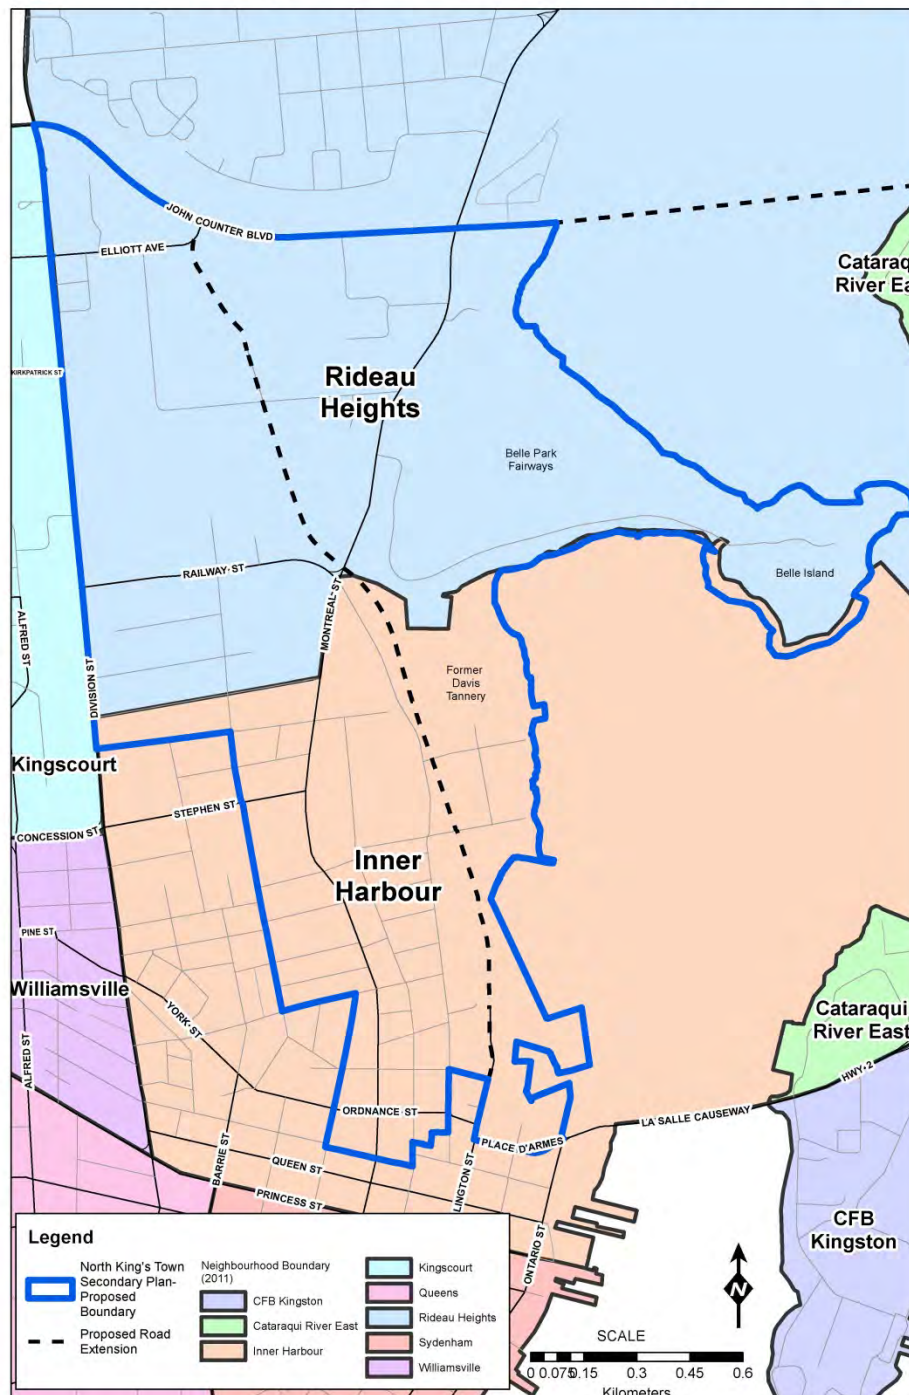 JOHN COUNTER BLVD
ELLIOTT AVE
Cataraqui
River Ea
KIRKPATRICK ST
Rideau
Heights
Belle Park
Fairways
RAILWAY ST
MONTREAL ST
Belle Island
ALFRED ST
DIVISION ST
Former
Davis
Tannery
Kingscourt
STEPHEN ST
CONCESSION ST
Inner
Harbour
PINE ST
Williamsville
YORK ST
Cataraqui
River East
HWY 2
ALFRED ST
ORDNANCE ST
LA SALLE CAUSEWAY
PLACE D'ARMES
BARRIE ST
QUEEN ST
LINGTON ST
PRINCESS ST
ONTARIO ST
CFB
Kingston
Legend
North King's Town
Secondary Plan-
Proposed
Boundary
Proposed Road
Extension
Neighbourhood Boundary
(2011)
CFB Kingston
Cataraqui River East
Inner Harbour
Kingscourt
Queens
Rideau Heights
Sydenham
Williamsville
N
SCALE
0 0.075 0.15 0.3 0.45 0.6
Kilometers